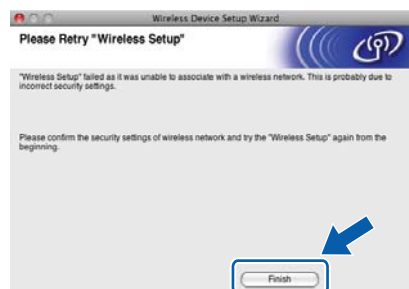 Wireless Device Setup Wizard
Please Retry "Wireless Setup"
"Wireless Setup" failed as it was unable to associate with a wireless network. This is probably due to
incorrect security settings.
Please confirm the security settings of wireless network and try the "Wireless Setup" again from the
beginning.
Finish